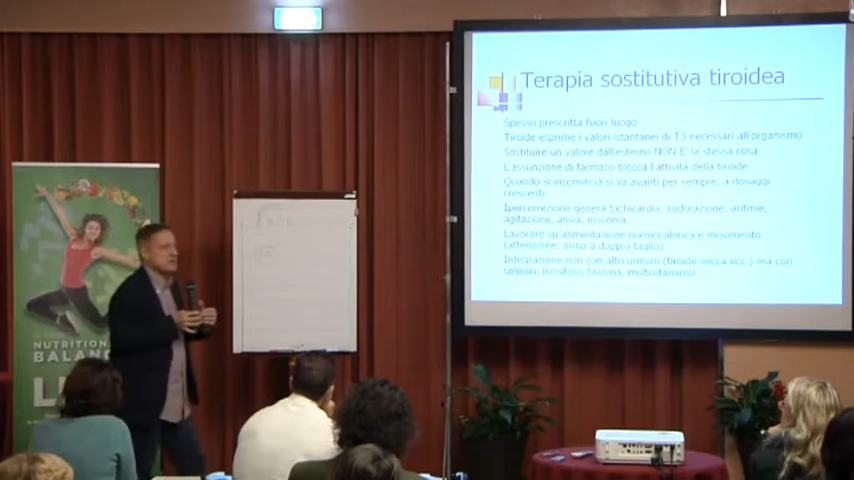 Terapia sostitutiva tiroidea
Spesso prescritta fuori luogo
Tiroide esprime i valori istantanei di T3 necessari all'organismo
Sostituire un valore dall'esterno NON E' la stessa cosa
L'assunzione di farmaco blocca l'attività della tiroide
Quando si incomincia si va avanti per sempre, a dosaggi
crescenti
Ipercorrezione genera tachicardia, sudorazione, aritmie,
agitazione, ansia, insonnia
Lavorare su alimentazione normocalorica e movimento
(attenzione: arma a doppio taglio)
Integrazione non con altri ormoni (tiroide secca ecc.) ma con
selenio, inositolo, tirosina, multivitaminici
NUTRITION
BALANC